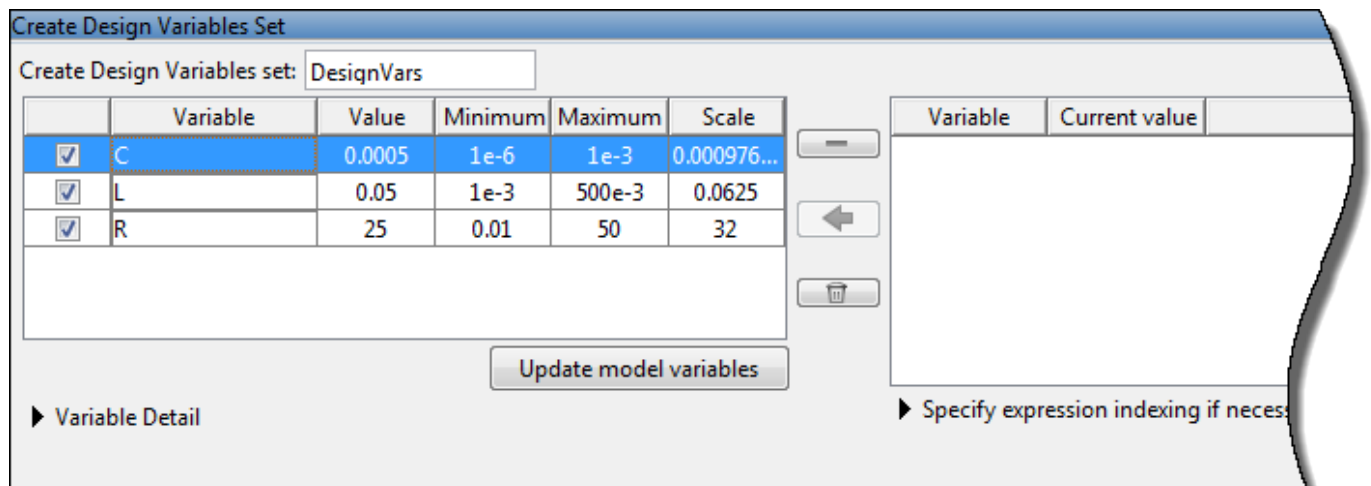 Create Design Variables Set
Create Design Variables set: DesignVars
Variable Value Minimum Maximum Scale
C 0.0005 1e-6 1e-3 0.000976...
L 0.05 1e-3 500e-3 0.0625
R 25 0.01 50 32
Update model variables
Variable Detail
Variable Current value
Specify expression indexing if